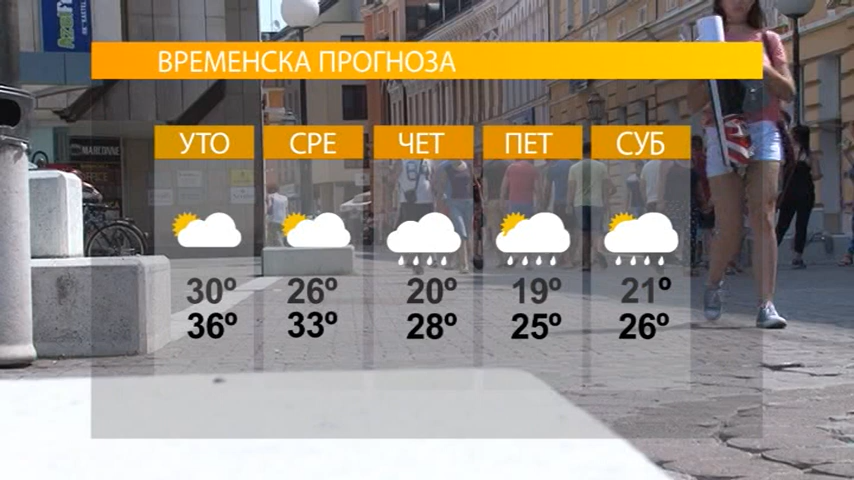 ВРЕМЕНСКА ПРОГНОЗА
УТО СРЕ ЧЕТ ПЕТ СУБ
30º 26º 20º 19º 21º
36º 33º 28º 25º 26º